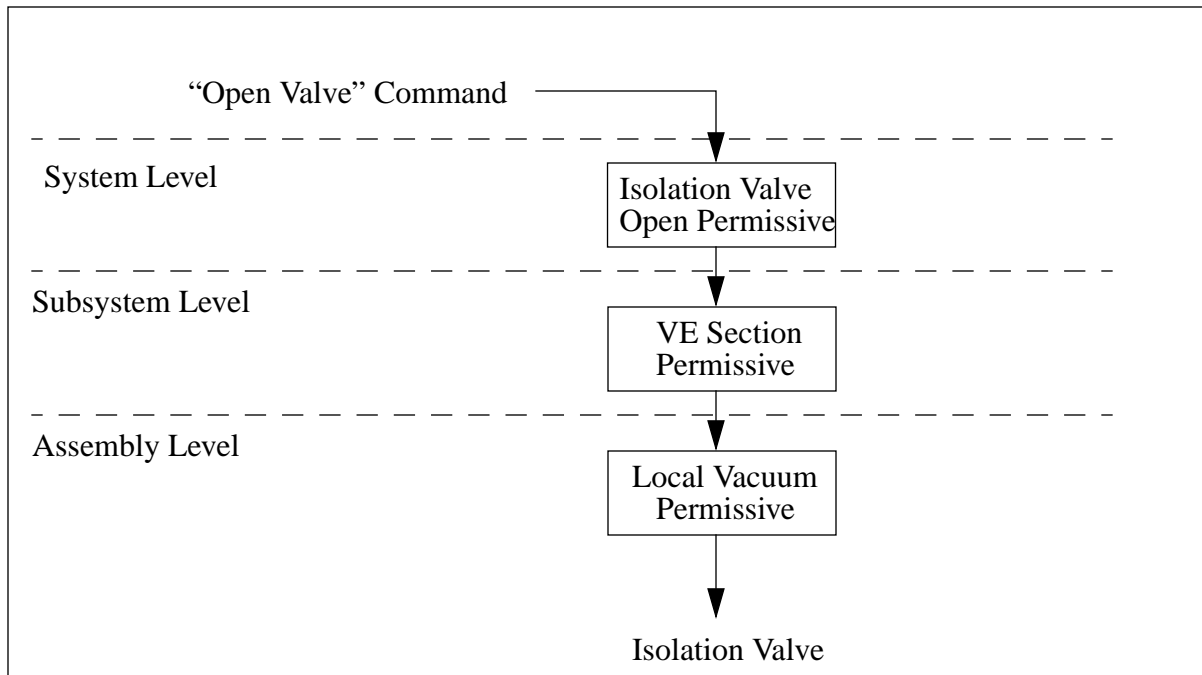 “Open Valve” Command
System Level
Isolation Valve
Open Permissive
Subsystem Level
VE Section
Permissive
Assembly Level
Local Vacuum
Permissive
Isolation Valve